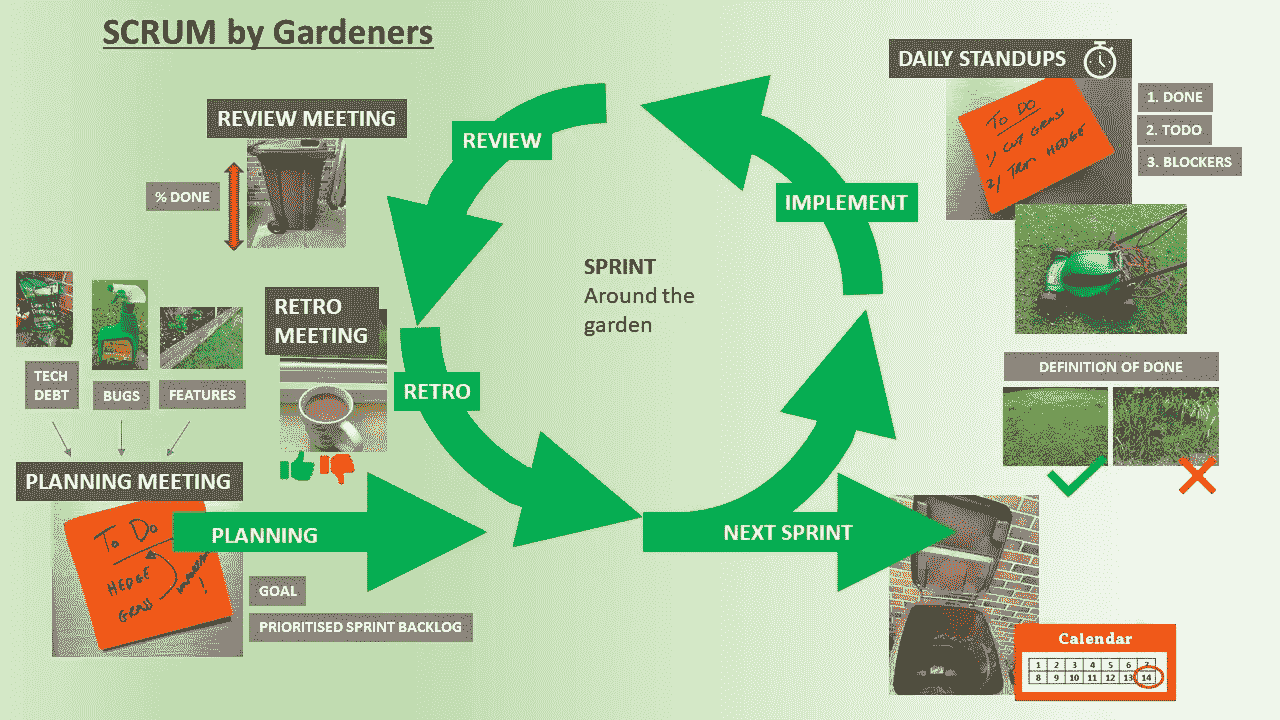 SCRUM by Gardeners
DAILY STANDUPS
1. DONE
2. TODO
3. BLOCKERS
TO DO
1) CUT GRASS
2) TRIM HEDGE
REVIEW MEETING
% DONE
REVIEW
IMPLEMENT
SPRINT
Around the
garden
RETRO
MEETING
RETRO
TECH
DEBT
BUGS
FEATURES
DEFINITION OF DONE
PLANNING MEETING
To Do
HEDGE
GRASS
PLANNING
GOAL
PRIORITISED SPRINT BACKLOG
NEXT SPRINT
Calendar
1 2 3 4 5 6 7
8 9 10 11 12 13 14